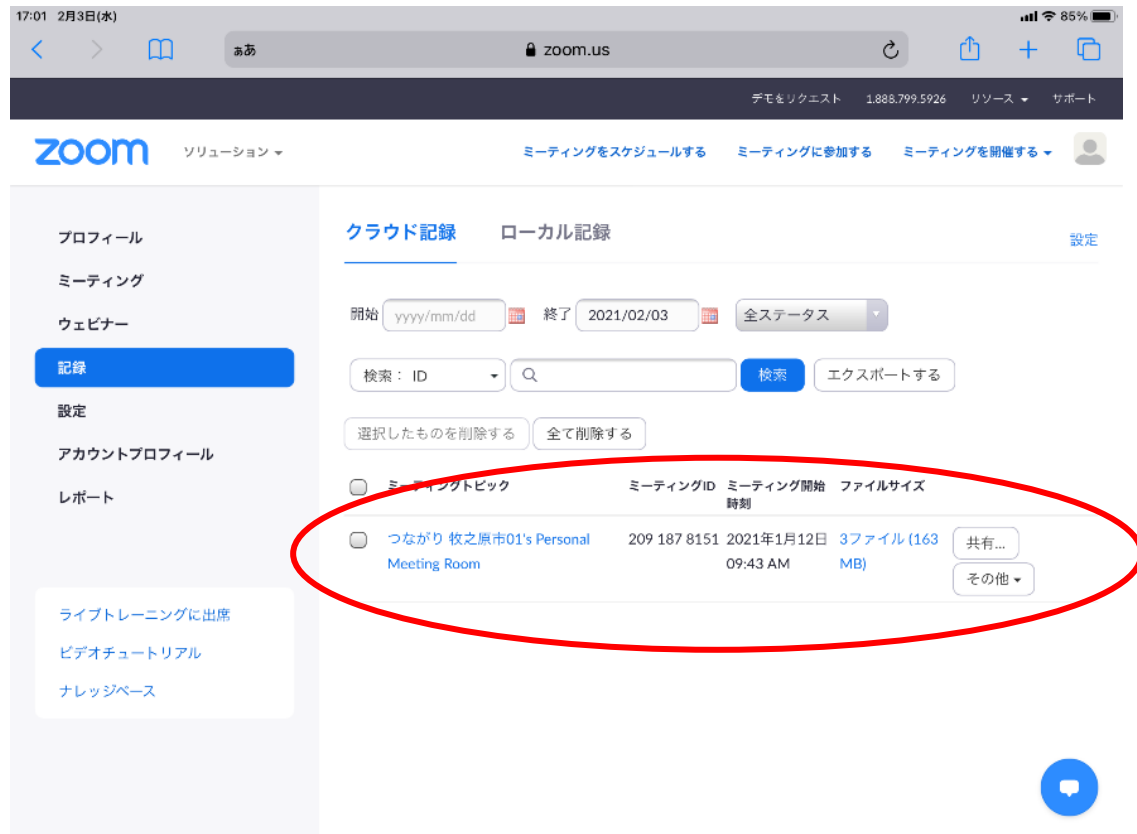 17:01 2月3日(水)
85%
ぁあ
zoom.us
デモをリクエスト 1.888.799.5926 リソース サポート
zoom ソリューション ミーティングをスケジュールする ミーティングに参加する ミーティングを開催する
プロフィール
ミーティング
ウェビナー
記録
設定
アカウントプロフィール
レポート
ライブトレーニングに出席
ビデオチュートリアル
ナレッジベース
クラウド記録 ローカル記録 設定
開始 yyyy/mm/dd 終了 2021/02/03 全ステータス
検索： ID 検索 エクスポートする
選択したものを削除する 全て削除する
ミーティングトピック ミーティングID ミーティング開始 ファイルサイズ
時刻
つながり 牧之原市01's Personal 209 187 8151 2021年1月12日 3ファイル (163 共有...
Meeting Room 09:43 AM MB) その他